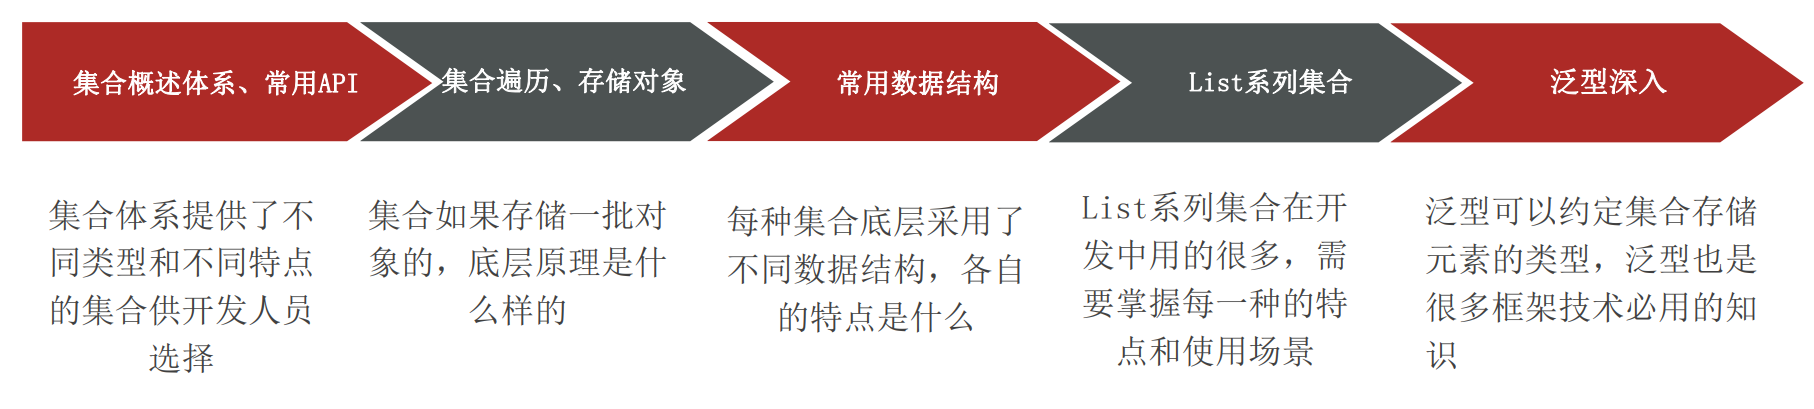 集合概述体系、常用API
集合遍历、存储对象
常用数据结构
List系列集合
泛型深入
集合体系提供了不
同类型和不同特点
的集合供开发人员
选择
集合如果存储一批对
象的，底层原理是什
么样的
每种集合底层采用了
不同数据结构，各自
的特点是什么
List系列集合在开
发中用的很多，需
要掌握每一种的特
点和使用场景
泛型可以约定集合存储
元素的类型，泛型也是
很多框架技术必用的知
识